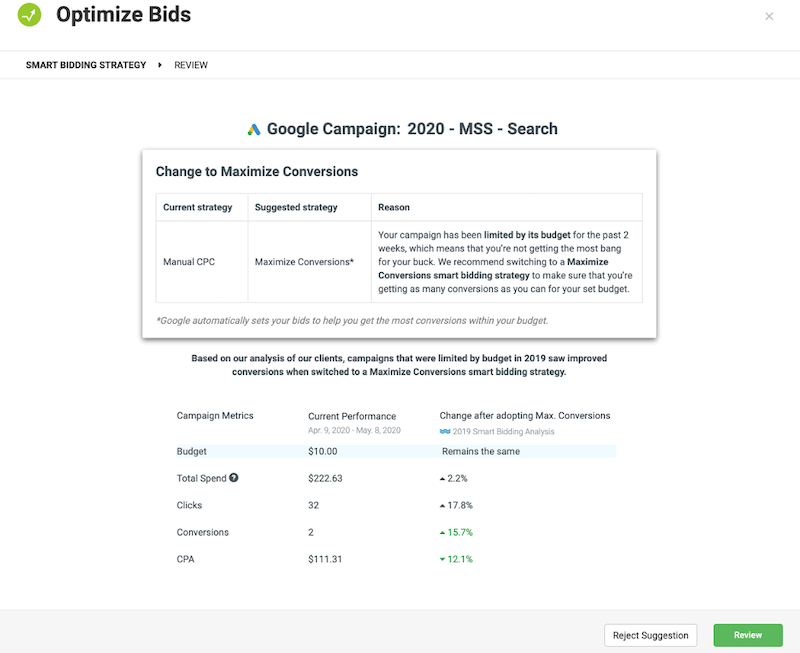 Optimize Bids
×
SMART BIDDING STRATEGY
REVIEW
Google Campaign: 2020 - MSS - Search
Change to Maximize Conversions
Current strategy Suggested strategy Reason
Manual CPC
Maximize Conversions*
Your campaign has been limited by its budget for the past 2
weeks, which means that you're not getting the most bang
for your buck. We recommend switching to a Maximize
Conversions smart bidding strategy to make sure that you're
getting as many conversions as you can for your set budget.
*Google automatically sets your bids to help you get the most conversions within your budget.
Based on our analysis of our clients, campaigns that were limited by budget in 2019 saw improved
conversions when switched to a Maximize Conversions smart bidding strategy.
Campaign Metrics Current Performance Change after adopting Max. Conversions
Apr. 9, 2020 - May. 8, 2020 2019 Smart Bidding Analysis
Budget $10.00 Remains the same
Total Spend ? $222.63 2.2%
Clicks 32 17.8%
Conversions 2 15.7%
CPA $111.31 12.1%
Reject Suggestion Review